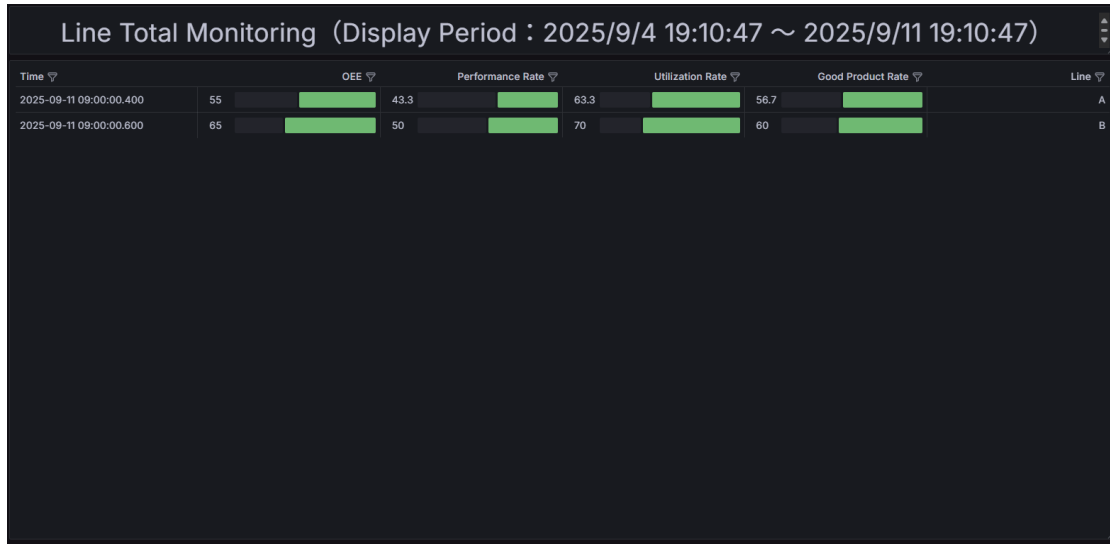 Line Total Monitoring（Display Period：2025/9/4 19:10:47 ～ 2025/9/11 19:10:47）
Time OEE Performance Rate Utilization Rate Good Product Rate Line
2025-09-11 09:00:00.400 55 43.3 63.3 56.7 A
2025-09-11 09:00:00.600 65 50 70 60 B